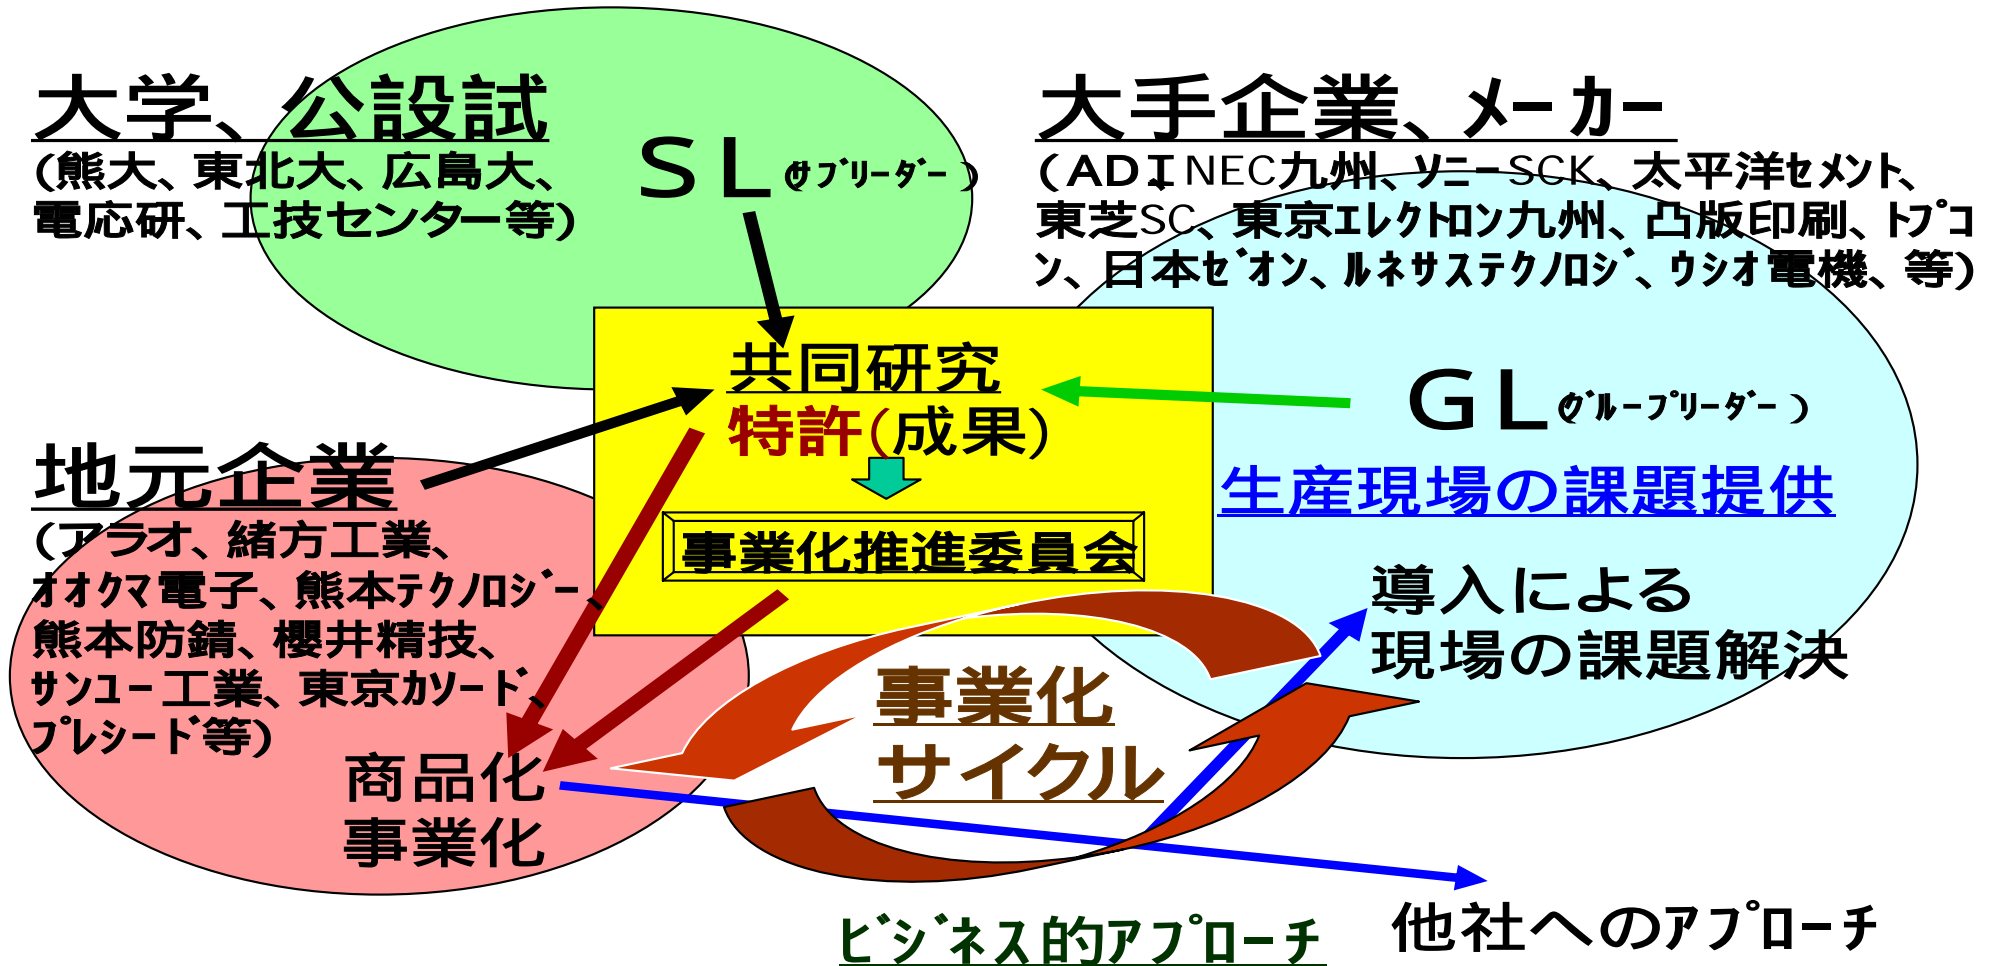 大学、公設試
(熊大、東北大、広島大、
電応研、工技センター等)
ＳＬ(ｻﾌﾞﾘｰﾀﾞｰ)
大手企業、ﾒｰｶｰ
(ＡＤＩ、NEC九州、ｿﾆｰSCK、太平洋ｾﾒﾝﾄ、
東芝SC、東京ｴﾚｸﾄﾛﾝ九州、凸版印刷、ﾄﾌﾟｺ
ﾝ、日本ｾﾞｵﾝ、ﾙﾈｻｽﾃｸﾉﾛｼﾞ、ｳｼｵ電機、等)
共同研究
特許(成果)
事業化推進委員会
ＧＬ(ｸﾞﾙｰﾌﾟﾘｰﾀﾞｰ)
生産現場の課題提供
導入による
現場の課題解決
地元企業
(アラオ、緒方工業、
ｵｵｸﾏ電子、熊本ﾃｸﾉﾛｼﾞｰ、
熊本防錆、櫻井精技、
ｻﾝﾕｰ工業、東京ｶｿｰﾄﾞ、
ﾌﾟﾚｼｰﾄﾞ等)
商品化
事業化
事業化
サイクル
ﾋﾞｼﾞﾈｽ的ｱﾌﾟﾛｰﾁ
他社へのｱﾌﾟﾛｰﾁ